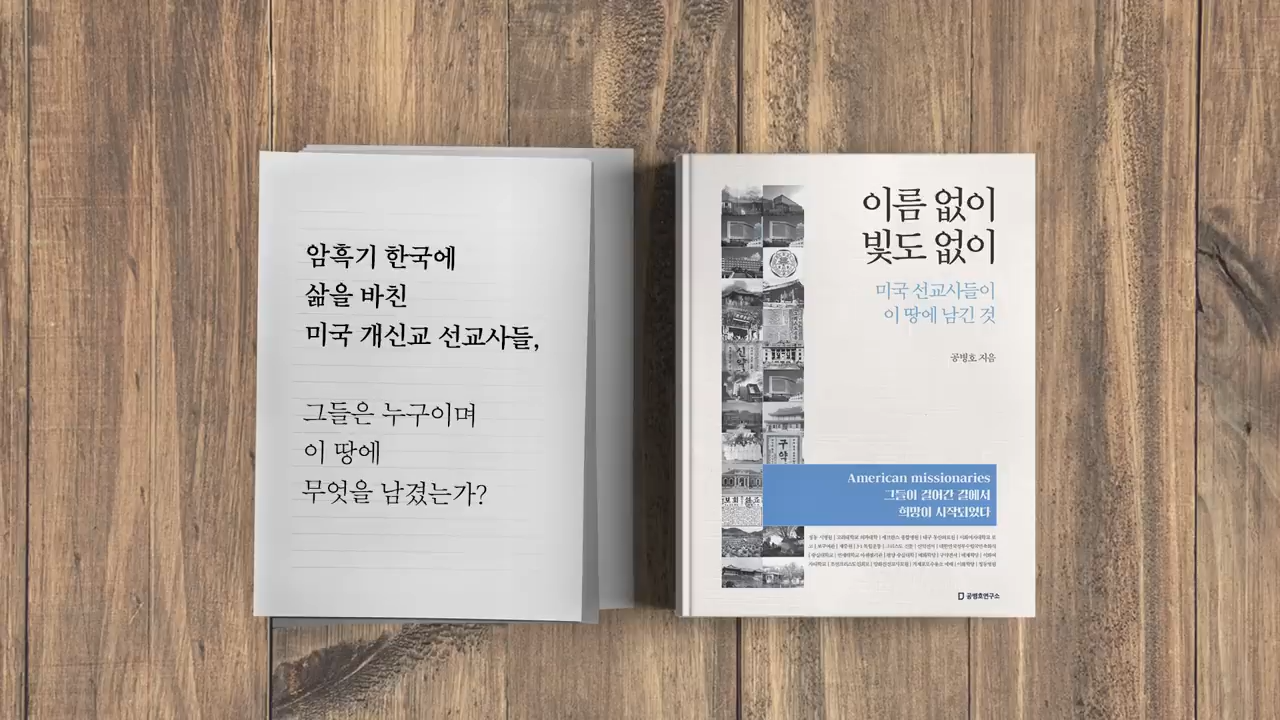 암흑기 한국에
삶을 바친
미국 개신교 선교사들,
그들은 누구이며
이 땅에
무엇을 남겼는가?
이름 없이
빛도 없이
미국 선교사들이
이 땅에 남긴 것
공병호 지음
구약
American missionaries
그들이 걸어간 길에서
희망이 시작되었다
공병호연구소